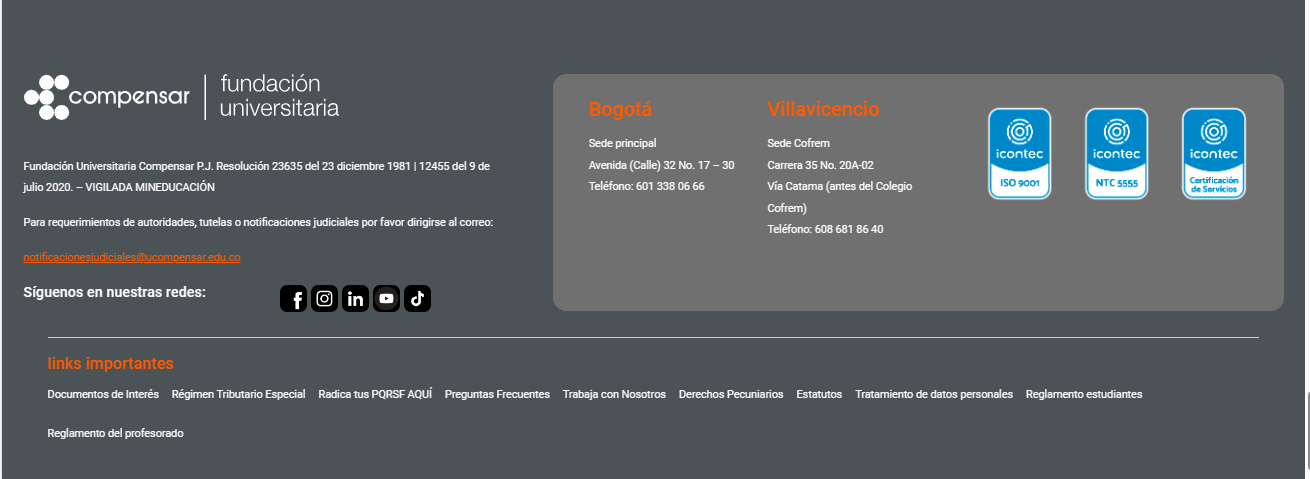 compensar
fundación
universitaria
Fundación Universitaria Compensar P.J. Resolución 23635 del 23 diciembre 1981 | 12455 del 9 de
julio 2020. – VIGILADA MINEDUCACIÓN
Para requerimientos de autoridades, tutelas o notificaciones judiciales por favor dirigirse al correo:
notificacionesjudiciales@ucompensar.edu.co
Síguenos en nuestras redes:
Bogotá
Sede principal
Avenida (Calle) 32 No. 17 – 30
Teléfono: 601 338 06 66
Villavicencio
Sede Cofrem
Carrera 35 No. 20A-02
Vía Catama (antes del Colegio
Cofrem)
Teléfono: 608 681 86 40
icontec
ISO 9001
icontec
NTC 5555
icontec
Certificación
de Servicios
links importantes
Documentos de Interés Régimen Tributario Especial Radica tus PQRSF AQUÍ Preguntas Frecuentes Trabaja con Nosotros Derechos Pecuniarios Estatutos Tratamiento de datos personales Reglamento estudiantes
Reglamento del profesorado